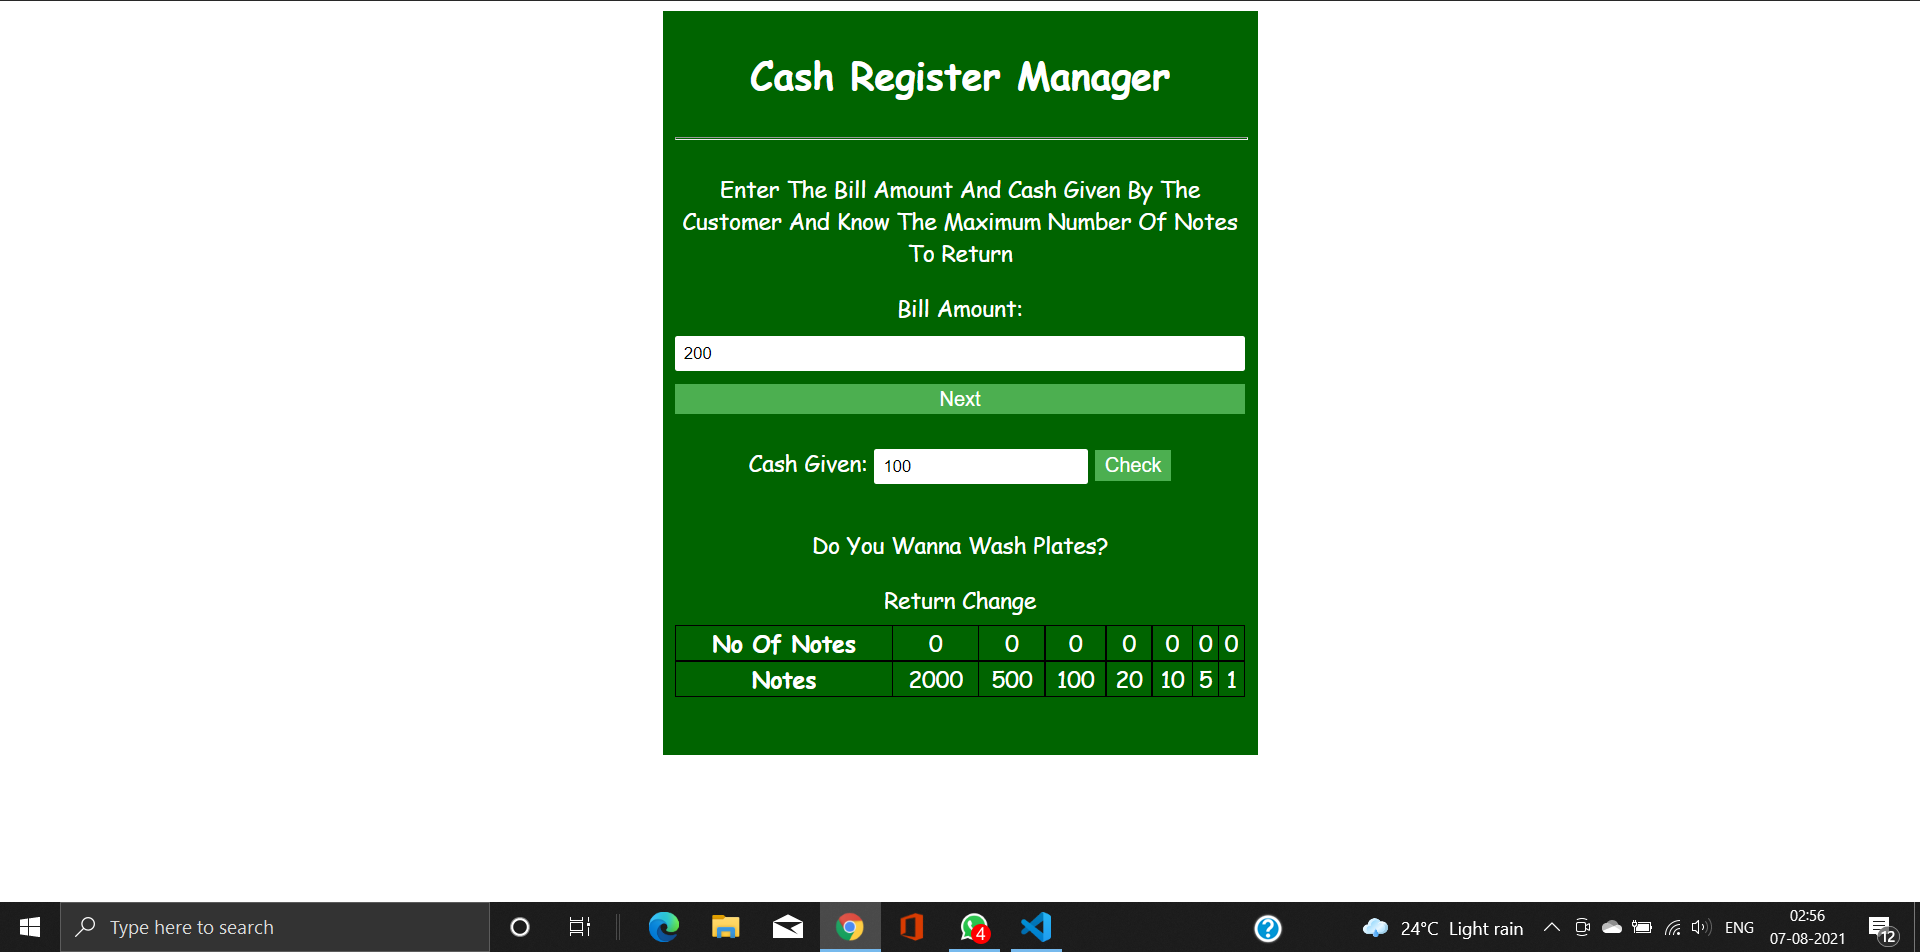 Cash Register Manager
Enter The Bill Amount And Cash Given By The
Customer And Know The Maximum Number Of Notes
To Return
Bill Amount:
200
Next
Cash Given: 100 Check
Do You Wanna Wash Plates?
Return Change
No Of Notes 0 0 0 0 0 0 0
Notes 2000 500 100 20 10 5 1
Type here to search
4
24°C Light rain
ENG
02:56
07-08-2021
12